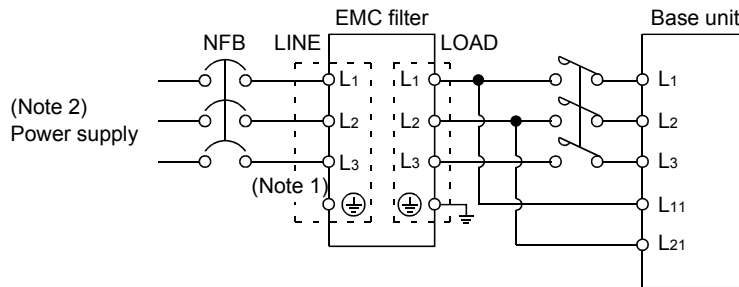 EMC filter
Base unit
NFB
LINE
LOAD
L1
L1
L1
(Note 2)
Power supply
L2
L2
L2
L3
L3
L3
(Note 1)
L11
L21